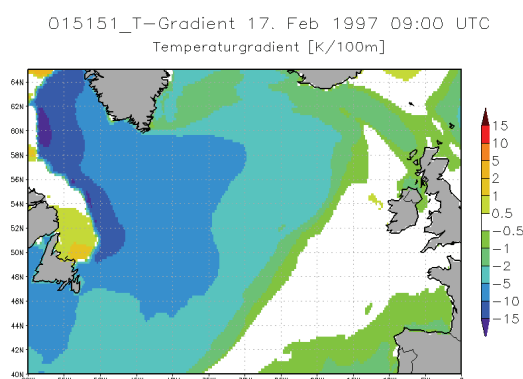 015151_T-Gradient 17. Feb 1997 09:00 UTC
Temperaturgradient [K/100m]
64N
62N
60N
58N
56N
54N
52N
50N
48N
46N
44N
42N
40N
15
10
5
2
1
0.5
-0.5
-1
-2
-5
-10
-15